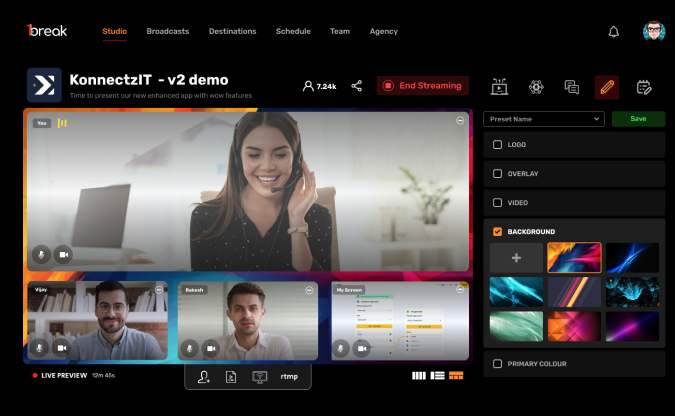 1break
Studio
Broadcasts
Destinations
Schedule
Team
Agency
KonnectzIT - v2 demo
Time to present our new enhanced app with wow features
7.24k
End Streaming
Preset Name
Save
You
LOGO
OVERLAY
VIDEO
BACKGROUND
Vijay
Rakesh
My Screen
PRIMARY COLOUR
LIVE PREVIEW 12m 45s
rtmp